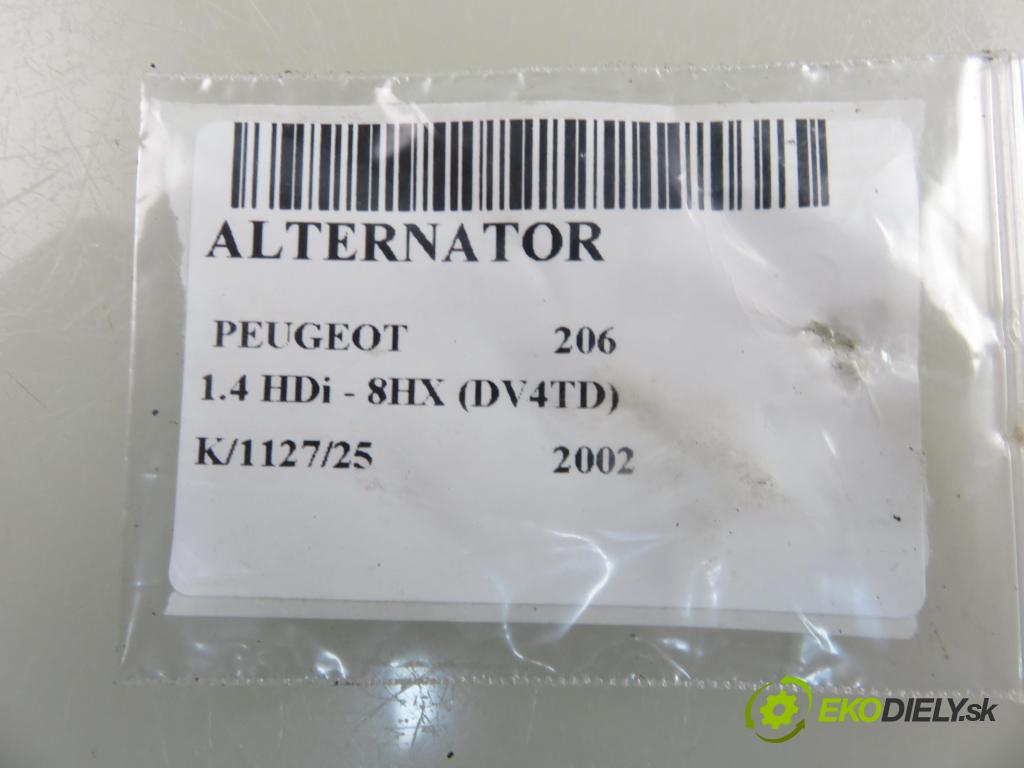 ALTERNATOR
PEUGEOT 206
1.4 HDi - 8HX (DV4TD)
K/1127/25 2002
EKODIELY.sk